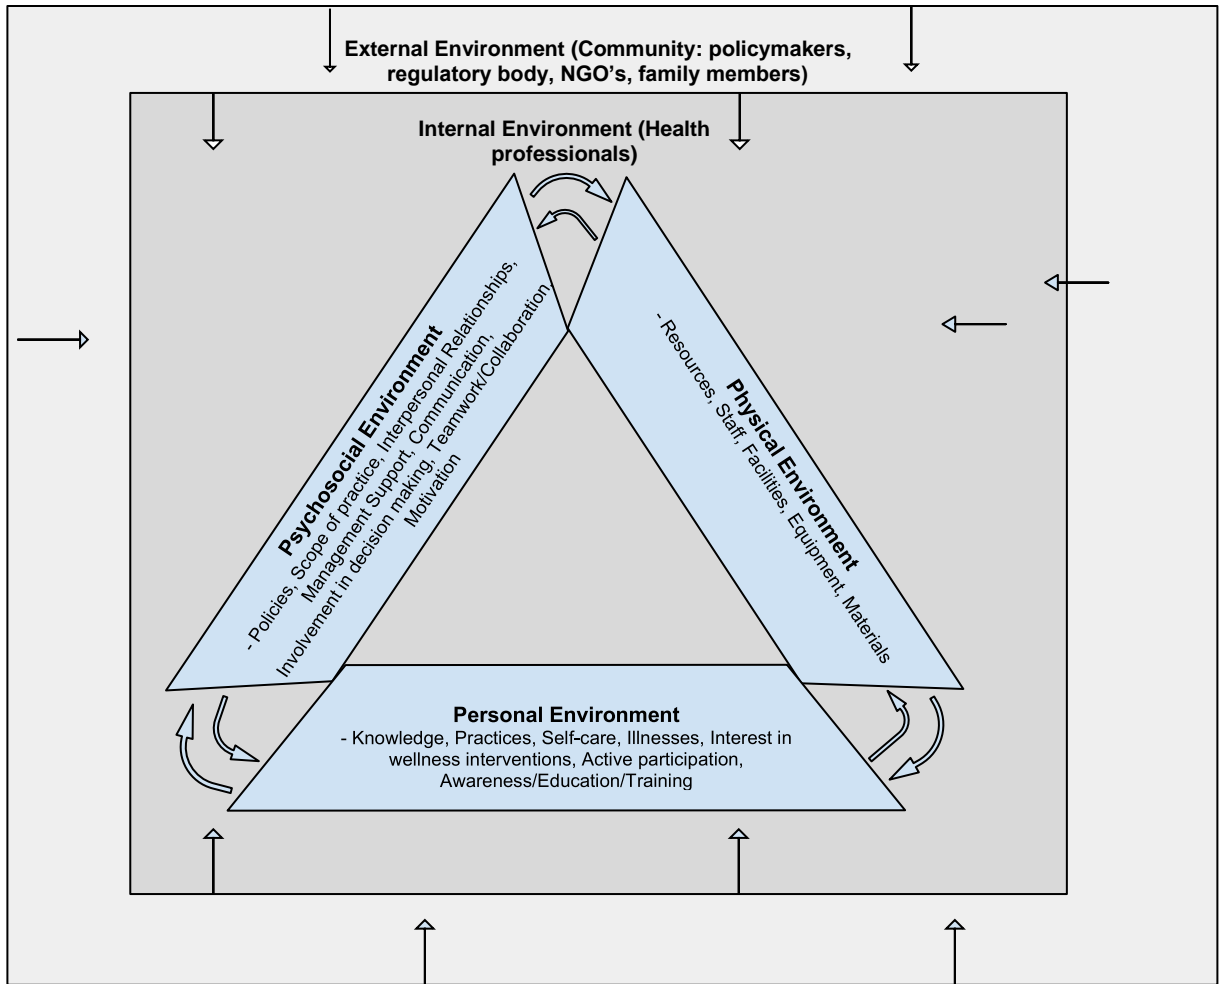 External Environment (Community: policymakers,
regulatory body, NGO's, family members)
Internal Environment (Health
professionals)
Psychosocial Environment
- Policies, Scope of practice, Interpersonal Relationships,
Management Support, Communication,
Involvement in decision making, Teamwork/Collaboration,
Motivation
Physical Environment
- Resources, Staff, Facilities, Equipment, Materials
Personal Environment
- Knowledge, Practices, Self-care, Illnesses, Interest in
wellness interventions, Active participation,
Awareness/Education/Training